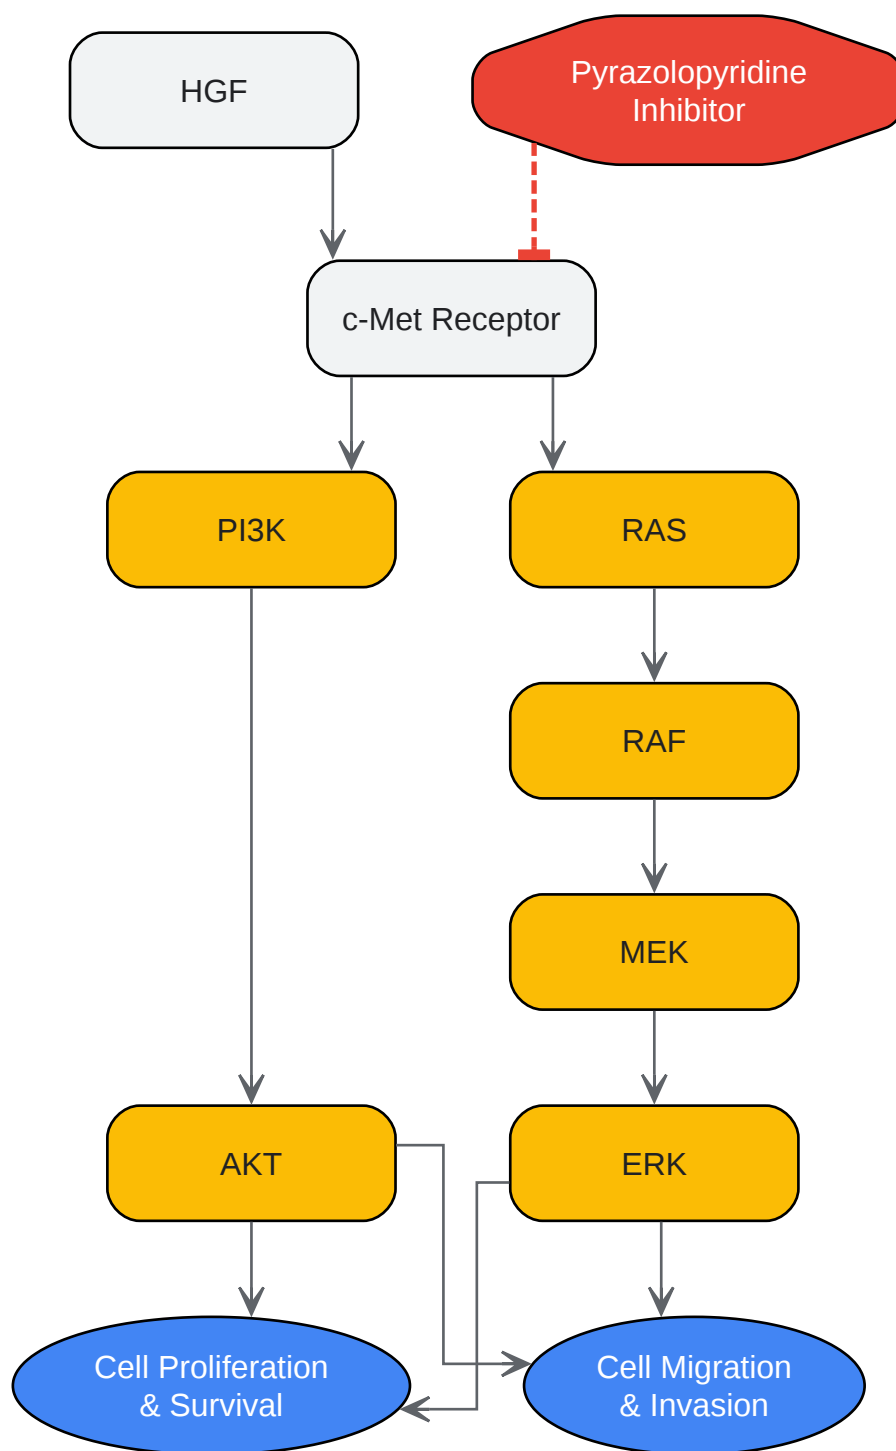 HGF
Pyrazolopyridine
Inhibitor
c-Met Receptor
PI3K
RAS
RAF
MEK
AKT
ERK
Cell Proliferation
& Survival
Cell Migration
& Invasion